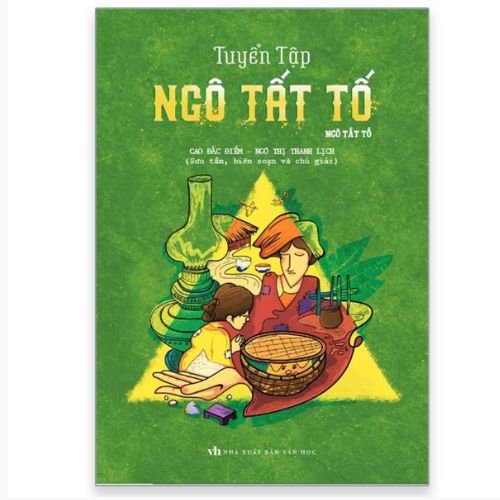 Tuyển Tập
NGÔ TẤT TỐ
NGÔ TẤT TỐ
CAO ĐẮC ĐIỂM - NGÔ THỊ THANH LỊCH
(Sưu tầm, biên soạn và chú giải)
vh NHÀ XUẤT BẢN VĂN HỌC